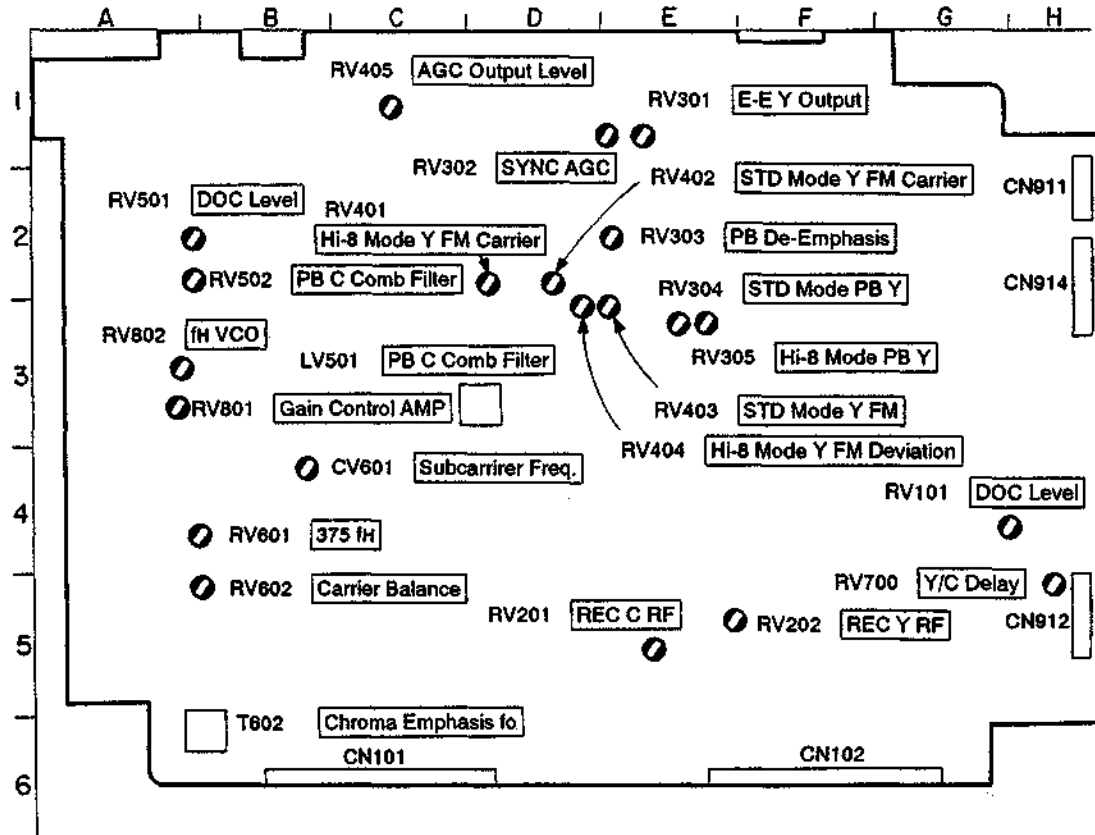 A B C D E F G H
RV405 AGC Output Level
1
RV301 E-E Y Output
RV302 SYNC AGC
RV402 STD Mode Y FM Carrier
CN911
RV501 DOC Level
RV401
2
Hi-8 Mode Y FM Carrier
RV303 PB De-Emphasis
RV502 PB C Comb Filter
RV304 STD Mode PB Y
CN914
RV802 fH VCO
LV501 PB C Comb Filter
RV305 Hi-8 Mode PB Y
3
RV801 Gain Control AMP
RV403 STD Mode Y FM
RV404 Hi-8 Mode Y FM Deviation
CV601 Subcarrirer Freq.
RV101 DOC Level
4
RV601 375 fH
RV602 Carrier Balance
RV700 Y/C Delay
RV201 REC C RF
RV202 REC Y RF
CN912
5
T602 Chroma Emphasis fo
CN101
CN102
6